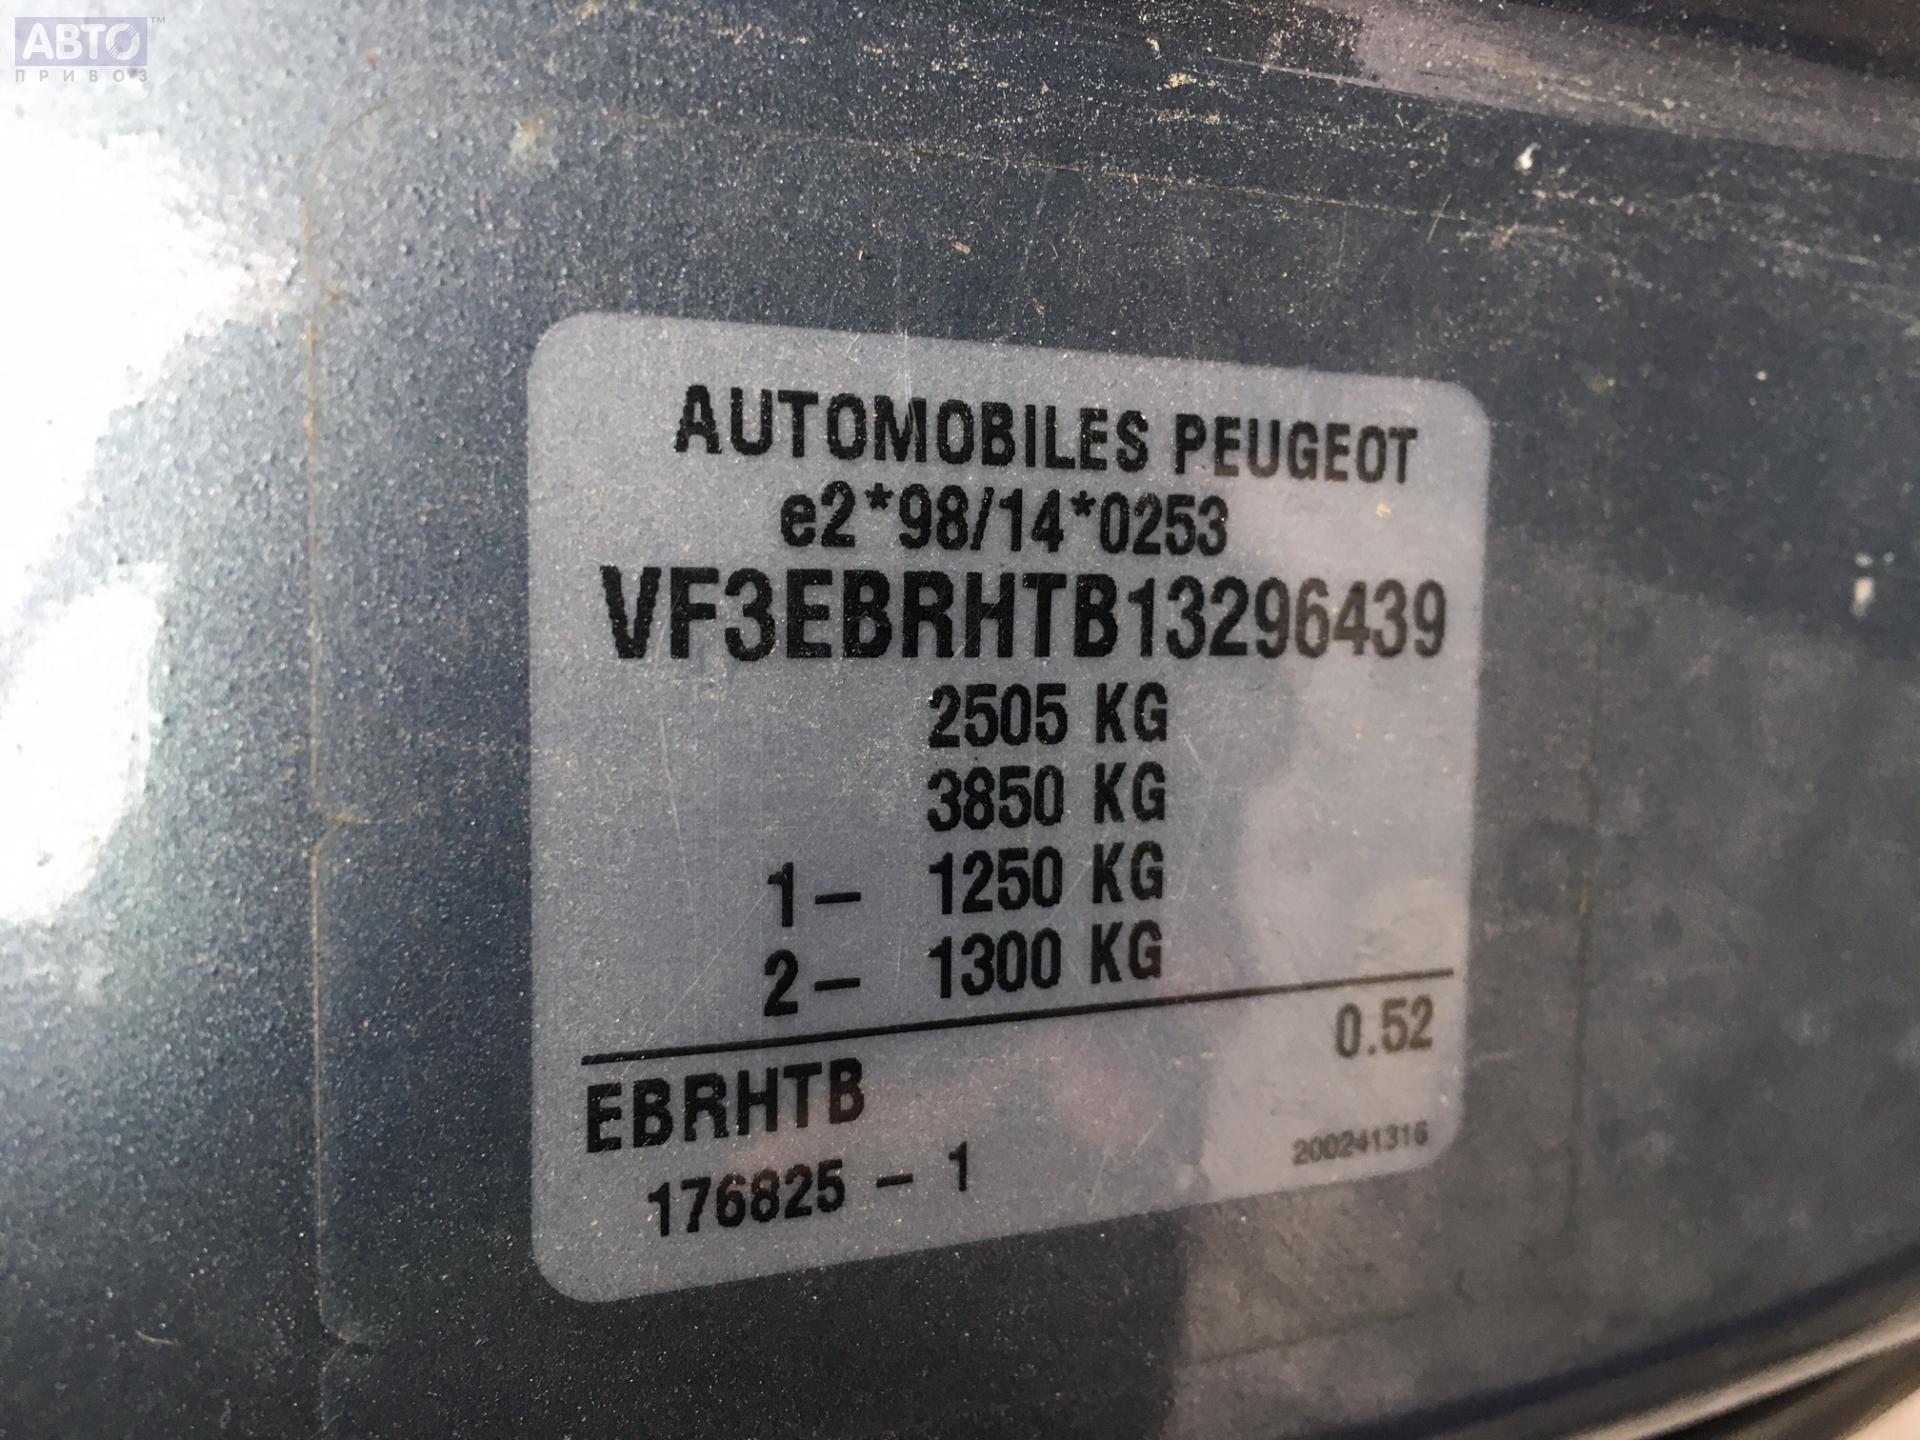 АВТО™
ПРИВОЗ
AUTOMOBILES PEUGEOT
e2*98/14*0253
VF3EBRHTB13296439
2505 KG
3850 KG
1- 1250 KG
2- 1300 KG
0.52
EBRHTB
176825 - 1
200241316